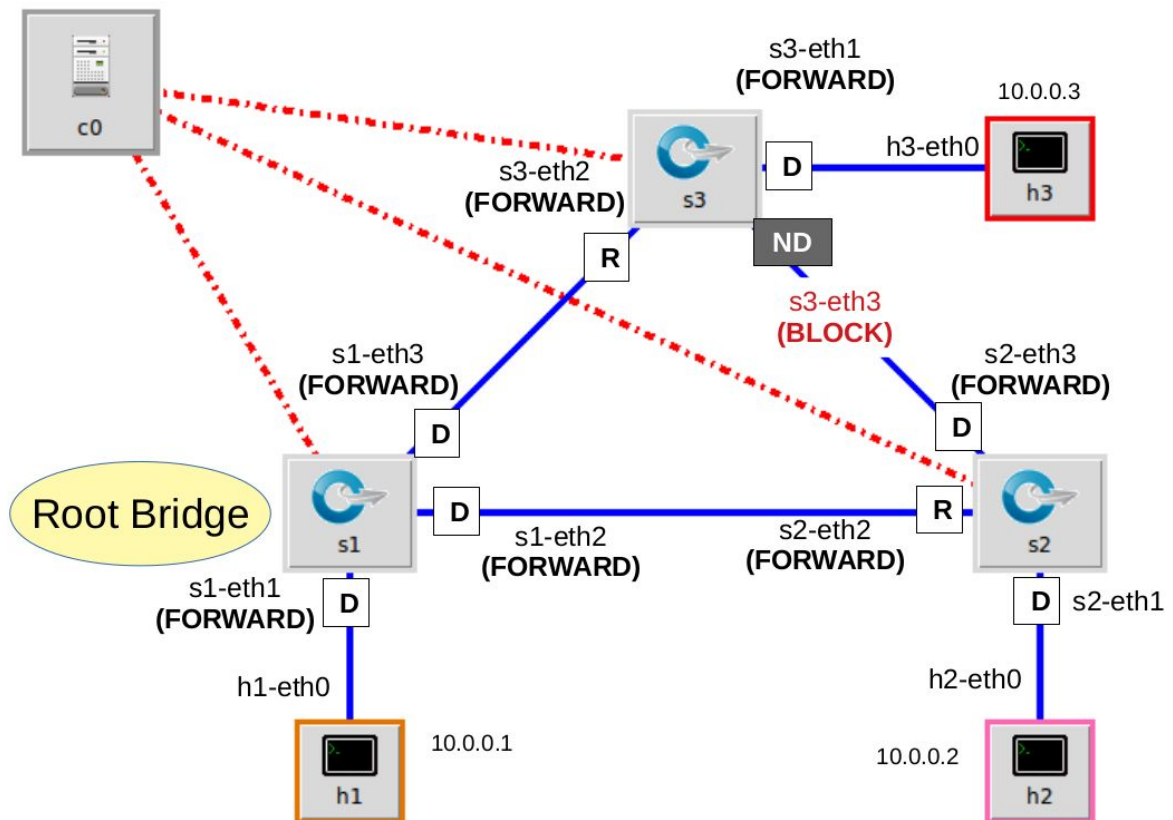 c0
s3-eth1
(FORWARD)
10.0.0.3
s3-eth2
(FORWARD)
s3
D
h3-eth0
h3
R
ND
s3-eth3
(BLOCK)
s1-eth3
(FORWARD)
D
s2-eth3
(FORWARD)
D
Root Bridge
s1
D
s1-eth2
(FORWARD)
s2-eth2
(FORWARD)
R
s2
s1-eth1
(FORWARD)
D
D
s2-eth1
h1-eth0
h2-eth0
10.0.0.1
h1
10.0.0.2
h2